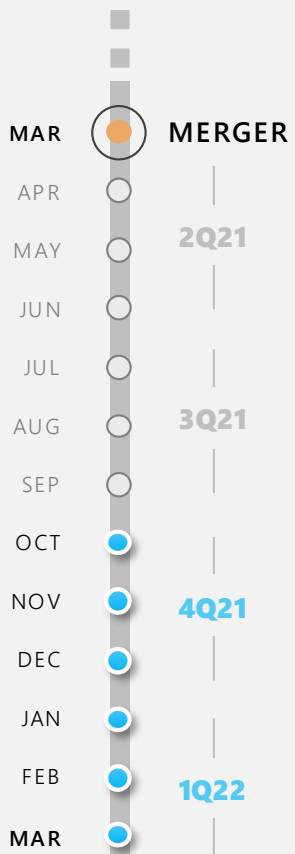 MAR MERGER
APR
2Q21
MAY
JUN
JUL
3Q21
AUG
SEP
OCT
NOV
4Q21
DEC
JAN
FEB
1Q22
MAR